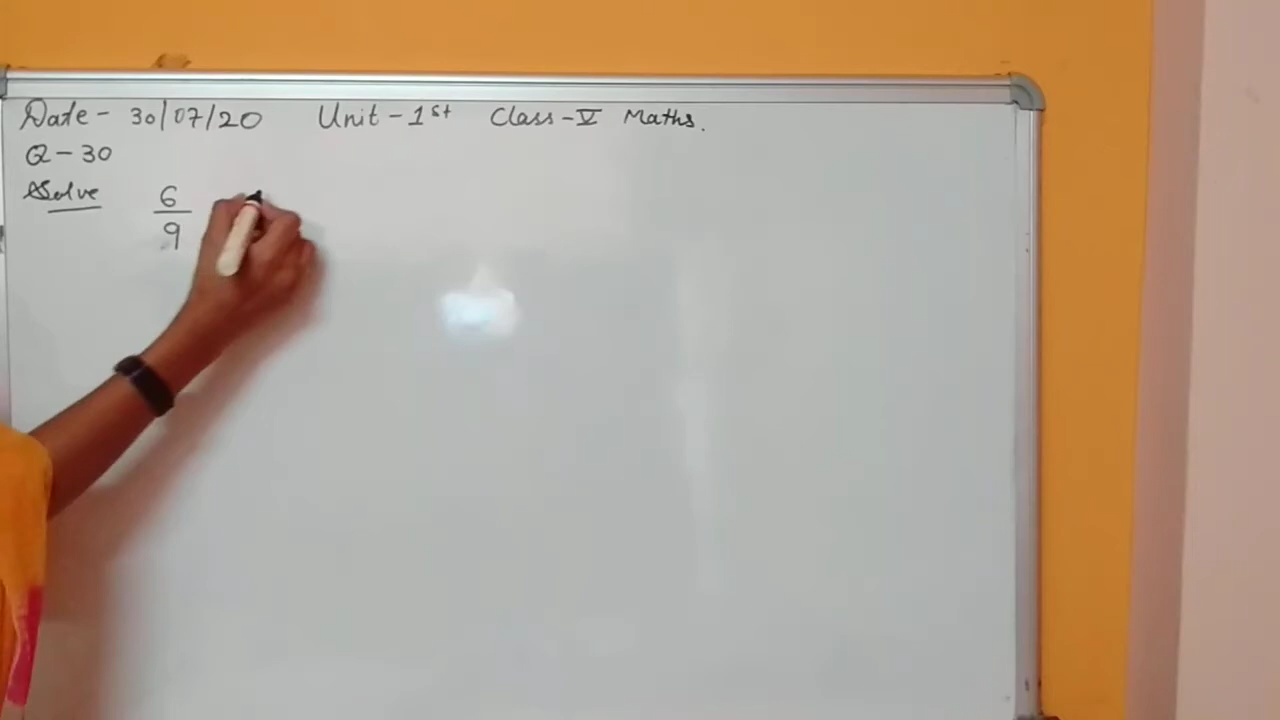 Date - 30/07/20 Unit - 1st Class - V Maths.
Q - 30
Solve
6
9